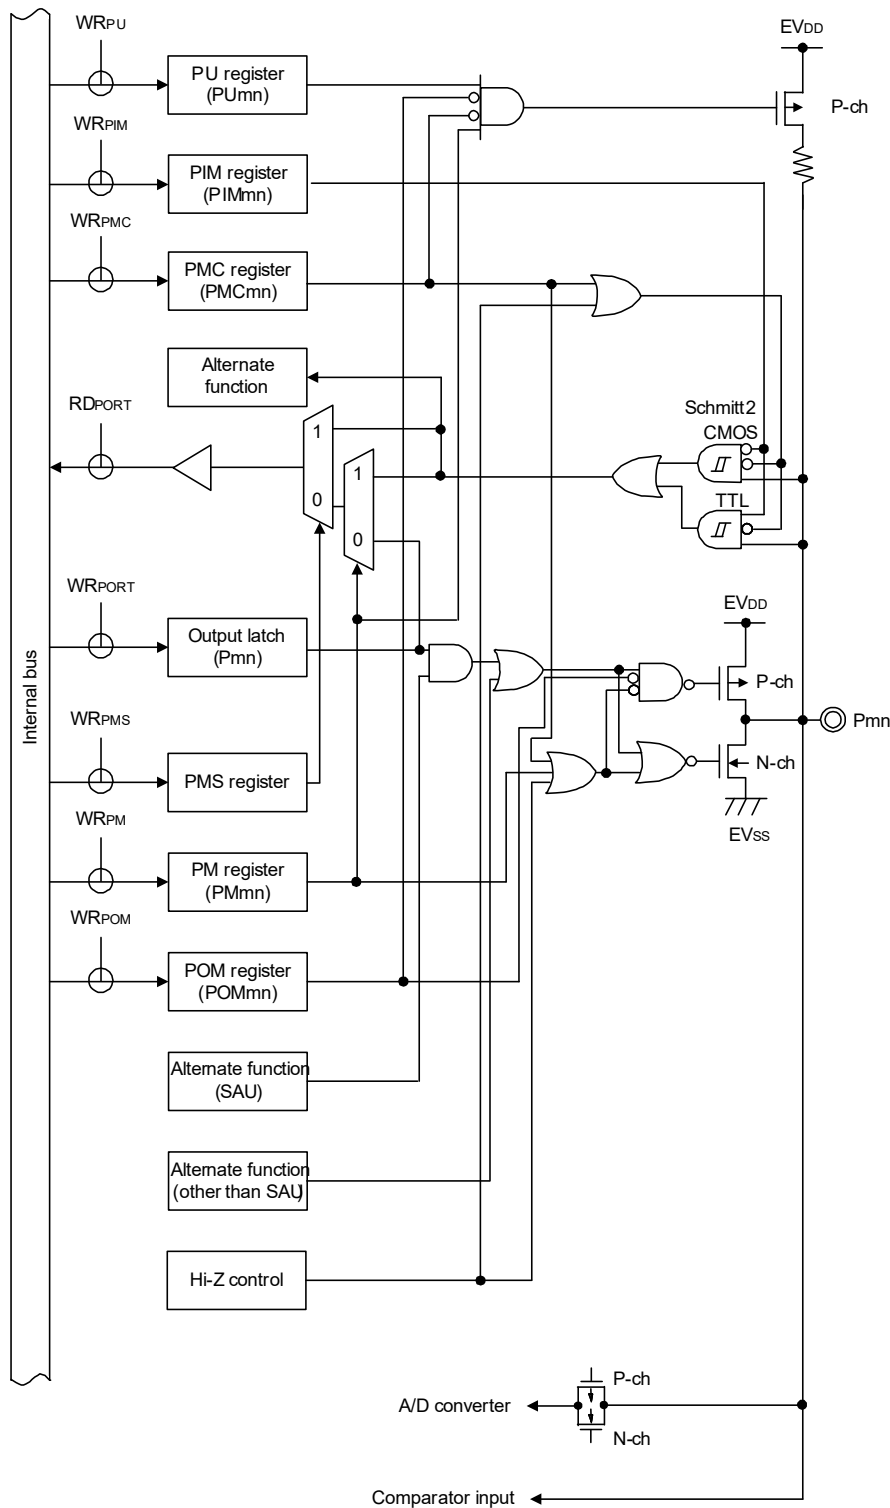 WRPU
EVDD
PU register
(PUmn)
P-ch
WRPIM
PIM register
(PIMmn)
WRPMC
PMC register
(PMCmn)
Alternate
function
RDPORT
Schmitt2
CMOS
1
1
0
TTL
0
WRPORT
EVDD
Output latch
(Pmn)
Internal bus
P-ch
Pmn
WRPMS
PMS register
N-ch
WRPM
EVSS
PM register
(PMmn)
WRPOM
POM register
(POMmn)
Alternate function
(SAU)
Alternate function
(other than SAU)
Hi-Z control
P-ch
A/D converter
N-ch
Comparator input